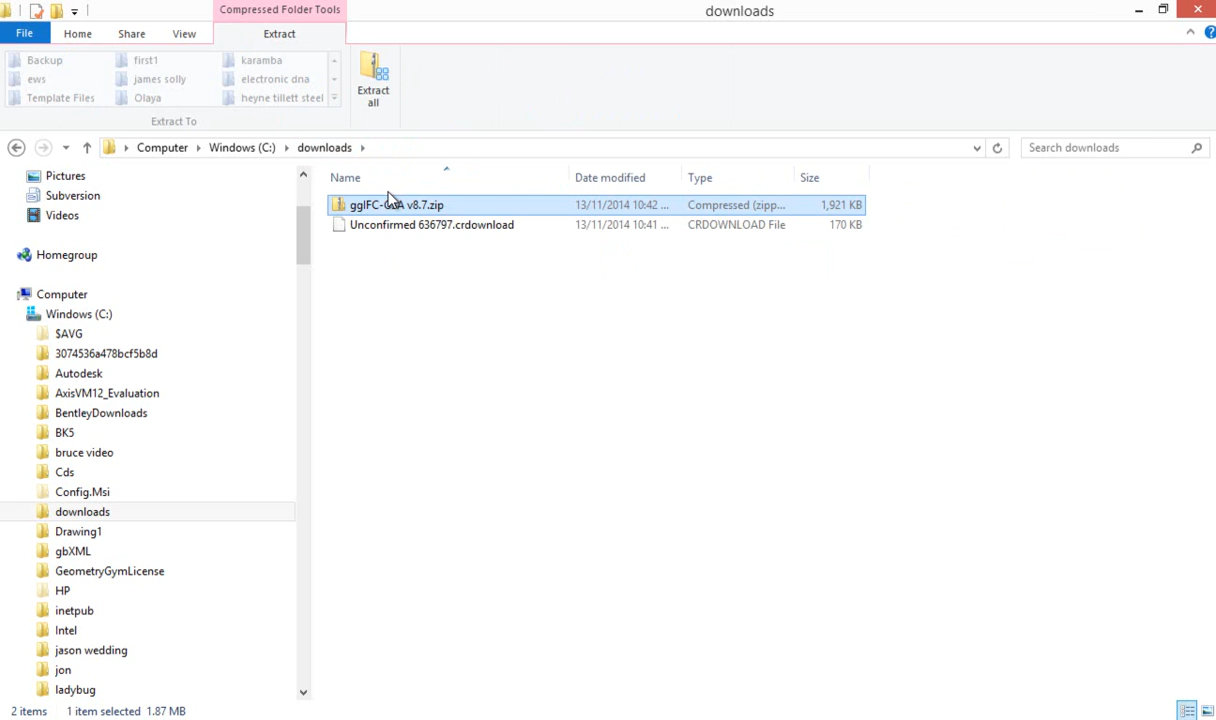 Compressed Folder Tools
downloads
File Home Share View Extract
Backup first1 karamba
ews james solly electronic dna
Template Files Olaya heyne tillett steel
Extract all
Extract To
Computer Windows (C:) downloads
Search downloads
Name Date modified Type Size
v8.7.zip 13/11/2014 10:42 ... Compressed (zipp... 1,921 KB
Unconfirmed 636797.crdownload 13/11/2014 10:41 ... CRDOWNLOAD File 170 KB
Pictures
Subversion
Videos
Homegroup
Computer
Windows (C:)
$AVG
3074536a478bcf5b8d
Autodesk
AxisVM12_Evaluation
BentleyDownloads
BK5
bruce video
Cds
Config.Msi
downloads
Drawing1
gbXML
GeometryGymLicense
HP
inetpub
Intel
jason wedding
jon
ladybug
2 items 1 item selected 1.87 MB